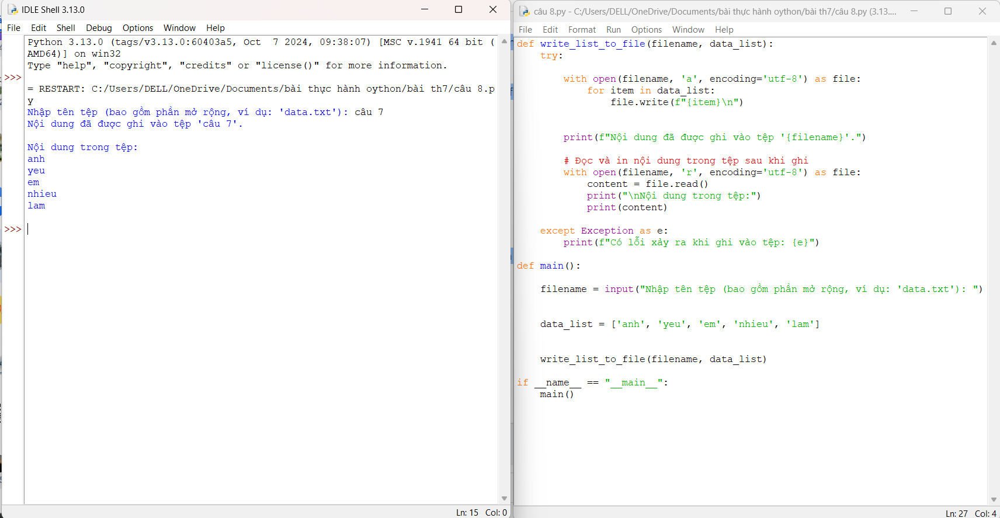 IDLE Shell 3.13.0
File Edit Shell Debug Options Window Help
Python 3.13.0 (tags/v3.13.0:60403a5, Oct  7 2024, 09:38:07) [MSC v.1941 64 bit (
AMD64)] on win32
Type "help", "copyright", "credits" or "license()" for more information.
>>>
= RESTART: C:/Users/DELL/OneDrive/Documents/bài thực hành oython/bài th7/câu 8.p
y
Nhập tên tệp (bao gồm phần mở rộng, ví dụ: 'data.txt'): câu 7
Nội dung đã được ghi vào tệp 'câu 7'.
Nội dung trong tệp:
anh
yeu
em
nhieu
lam
>>>
Ln: 15 Col: 0
câu 8.py - C:/Users/DELL/OneDrive/Documents/bài thực hành oython/bài th7/câu 8.py (3.13....
File Edit Format Run Options Window Help
def write_list_to_file(filename, data_list):
    try:
        with open(filename, 'a', encoding='utf-8') as file:
            for item in data_list:
                file.write(f"{item}\n")
        print(f"Nội dung đã được ghi vào tệp '{filename}'.")
        # Đọc và in nội dung trong tệp sau khi ghi
        with open(filename, 'r', encoding='utf-8') as file:
            content = file.read()
            print("\nNội dung trong tệp:")
            print(content)
    except Exception as e:
        print(f"Có lỗi xảy ra khi ghi vào tệp: {e}")
def main():
    filename = input("Nhập tên tệp (bao gồm phần mở rộng, ví dụ: 'data.txt'): ")
    data_list = ['anh', 'yeu', 'em', 'nhieu', 'lam']
    write_list_to_file(filename, data_list)
if __name__ == "__main__":
    main()
Ln: 27 Col: 4